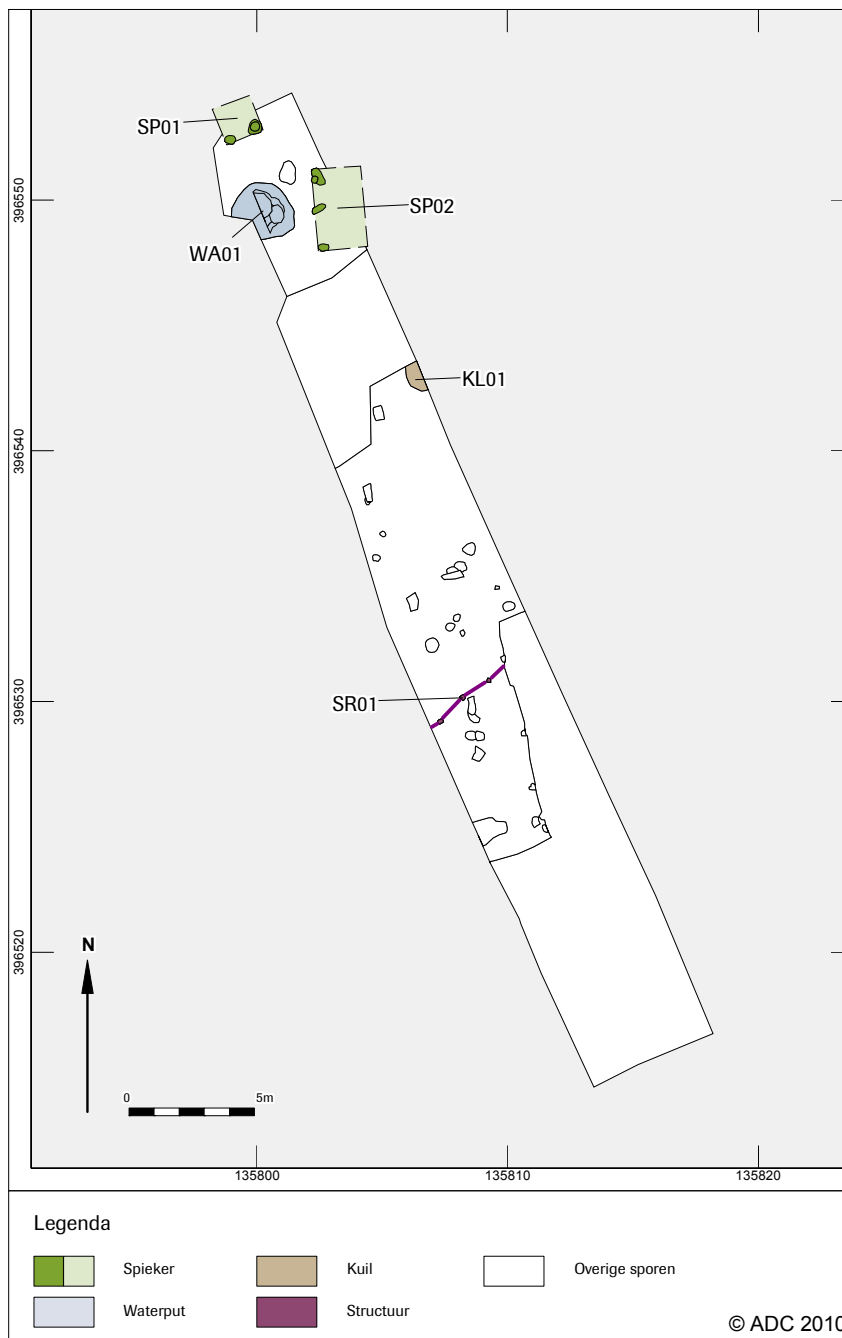 SP01
SP02
WA01
KL01
SR01
396550
396540
396530
396520
N
0 5m
135800 135810 135820
Legenda
Spieker Kuil Overige sporen
Waterput Structuur
© ADC 2010